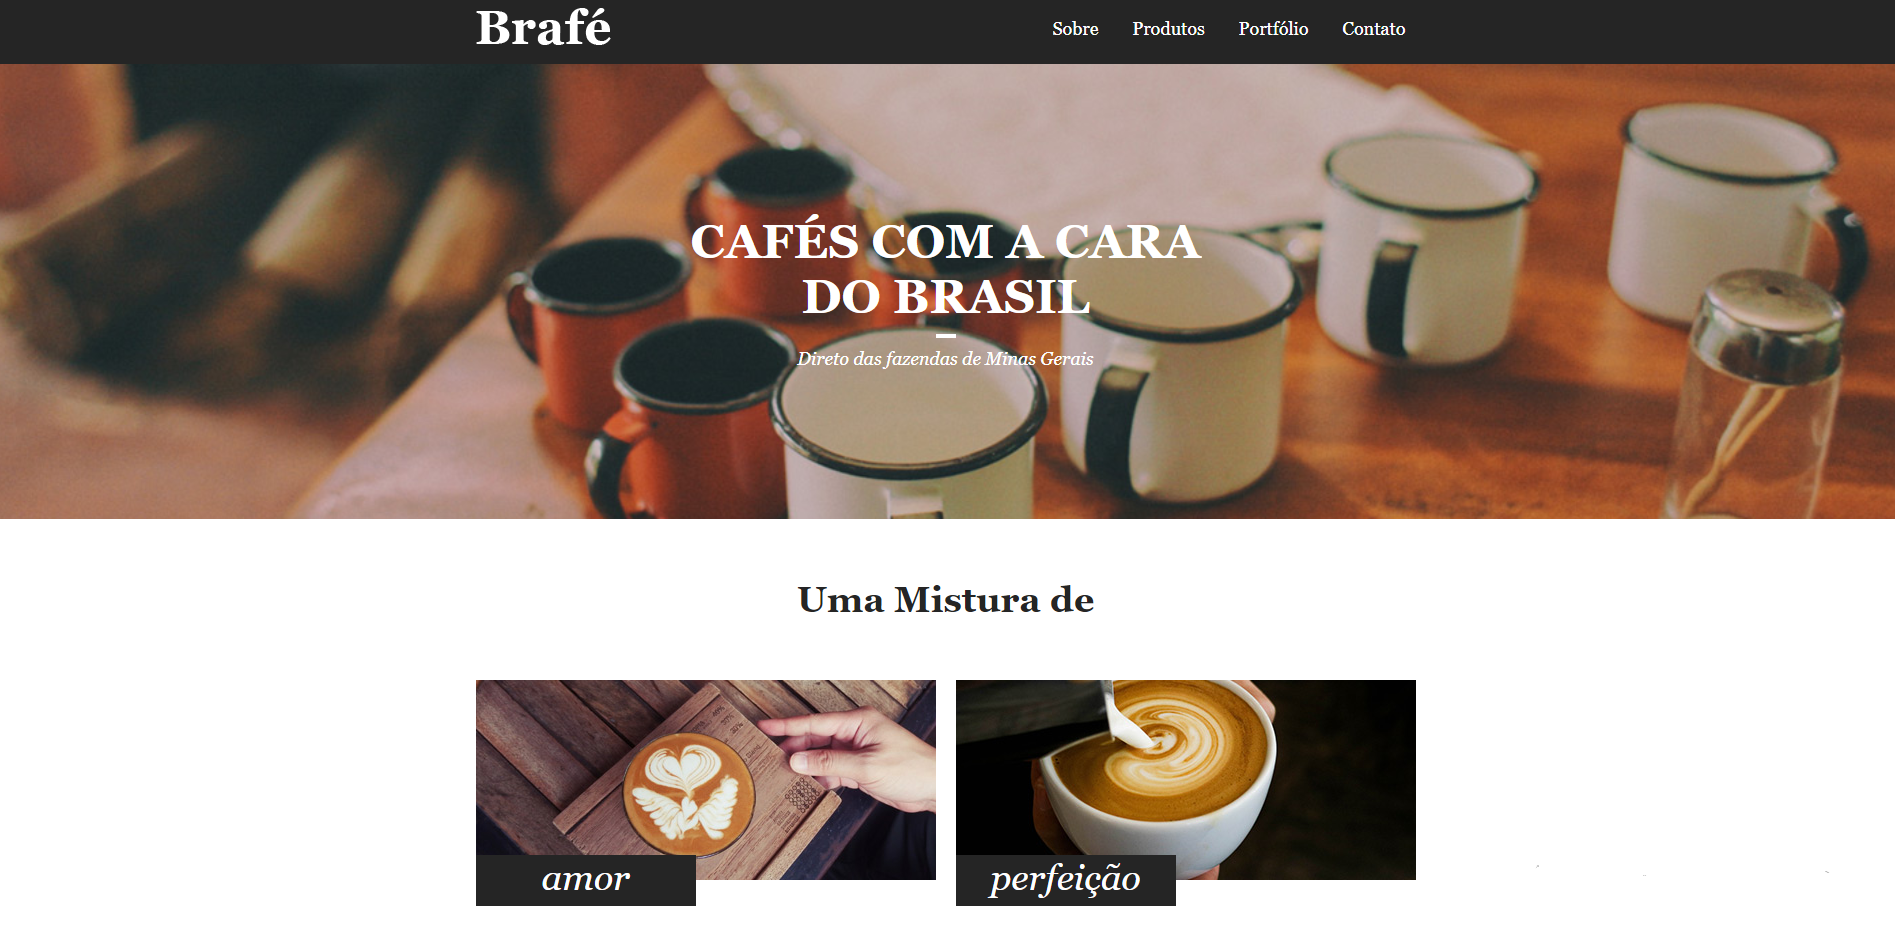 Brafé
Sobre Produtos Portfólio Contato
CAFÉS COM A CARA
DO BRASIL
Direto das fazendas de Minas Gerais
Uma Mistura de
amor
perfeição